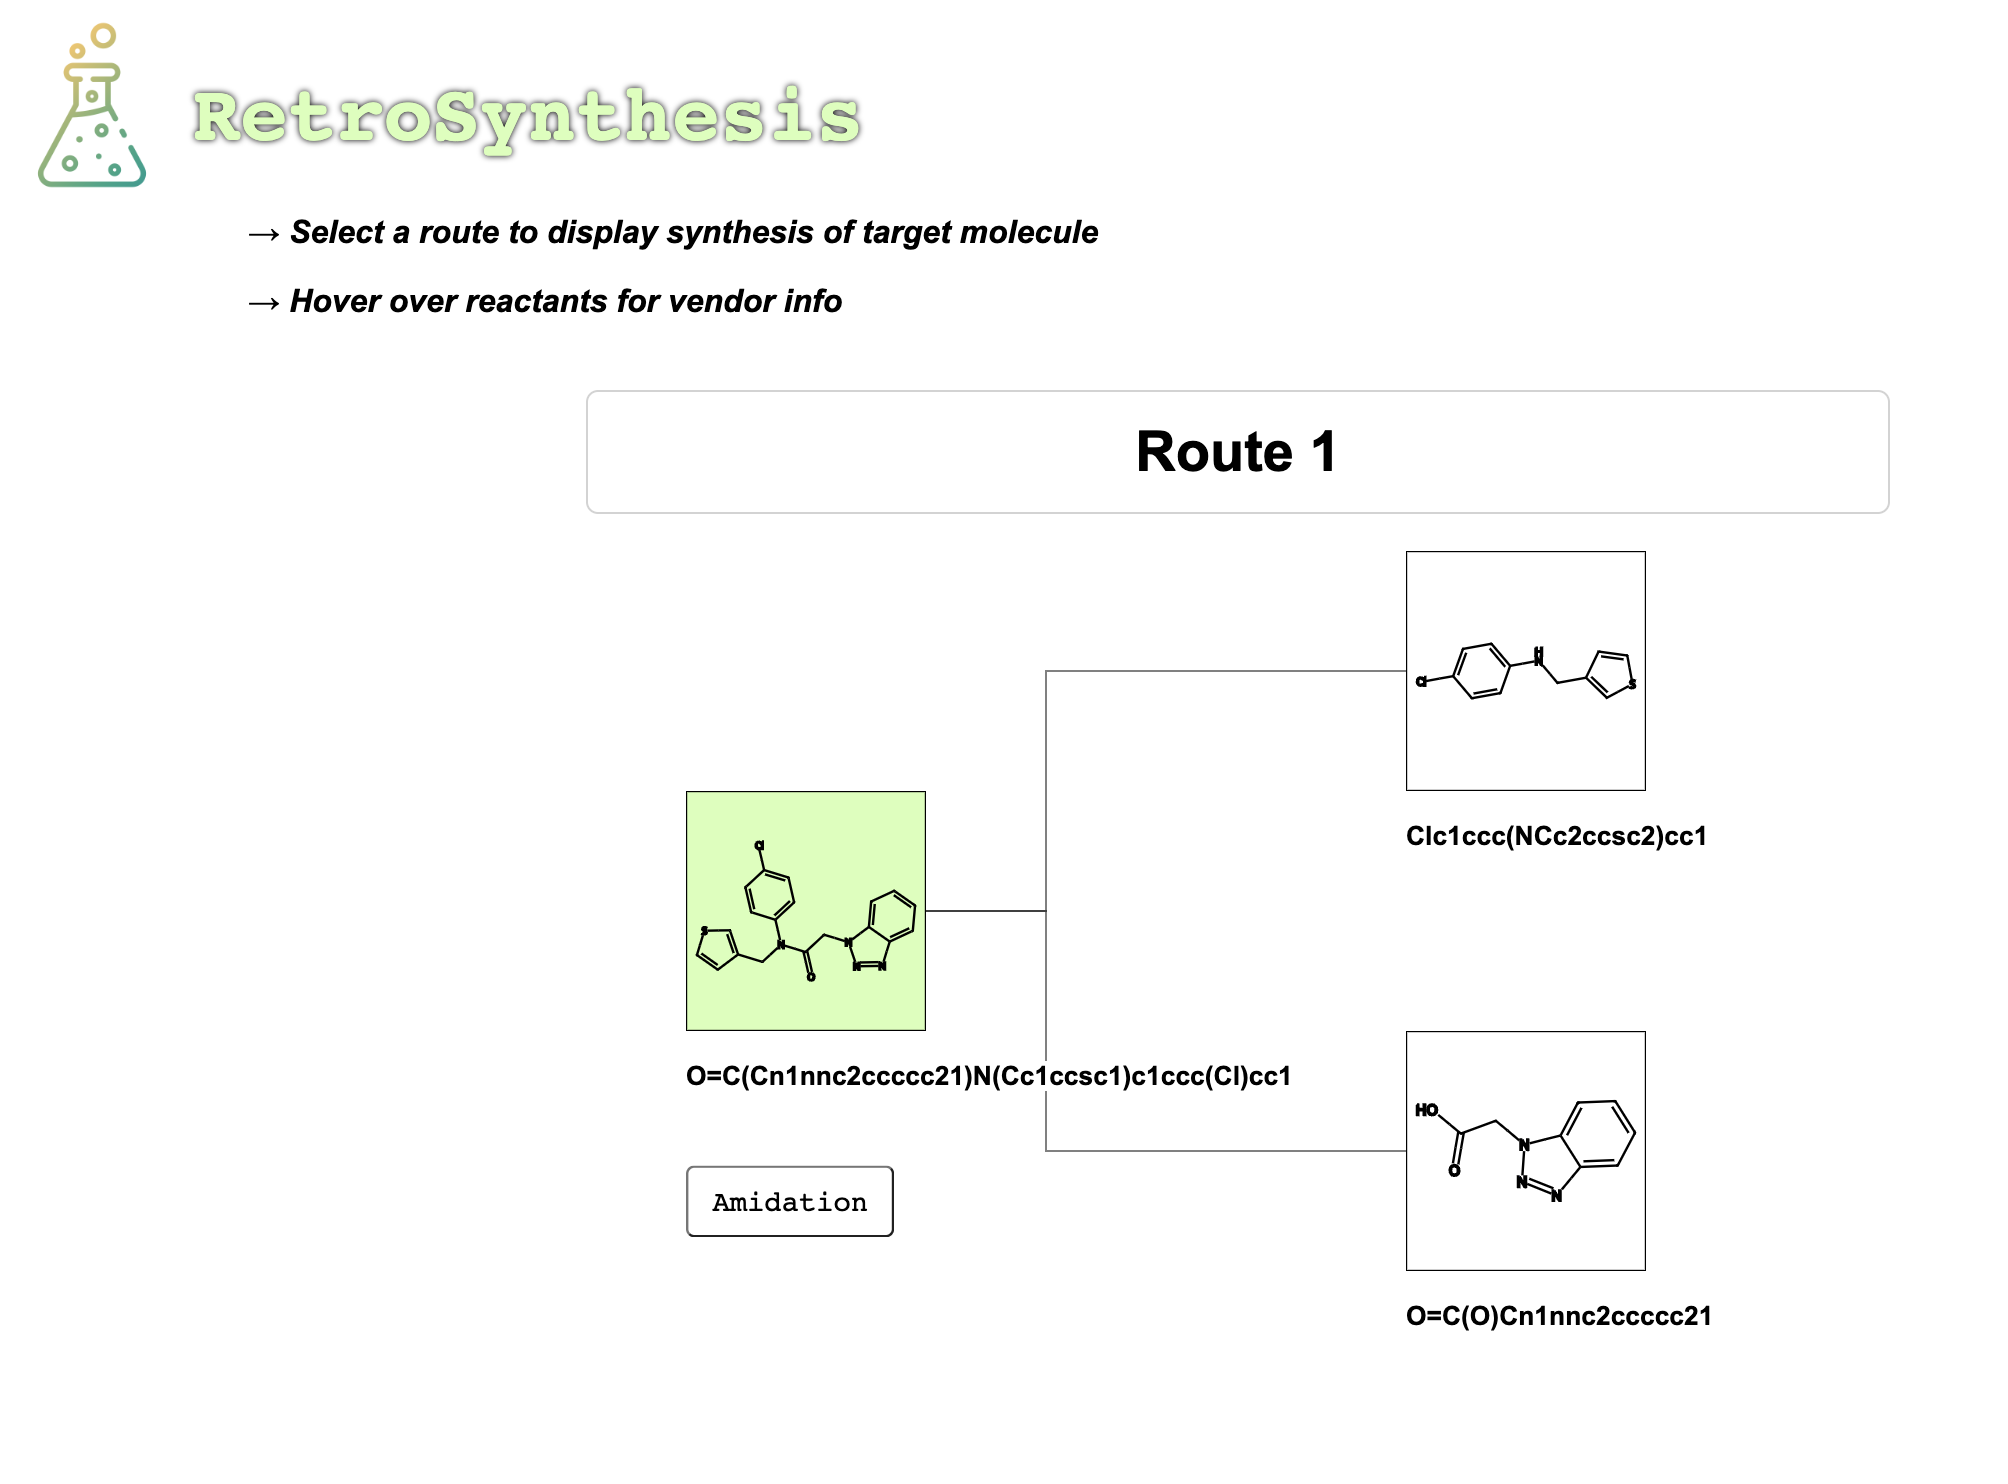 RetroSynthesis
→ Select a route to display synthesis of target molecule
→ Hover over reactants for vendor info
Route 1
Cl
H
N
S
Clc1ccc(NCc2ccsc2)cc1
Cl
S
N
N
O
N
N
O=C(Cn1nnc2ccccc21)N(Cc1ccsc1)c1ccc(Cl)cc1
HO
O
N
N
N
Amidation
O=C(O)Cn1nnc2ccccc21